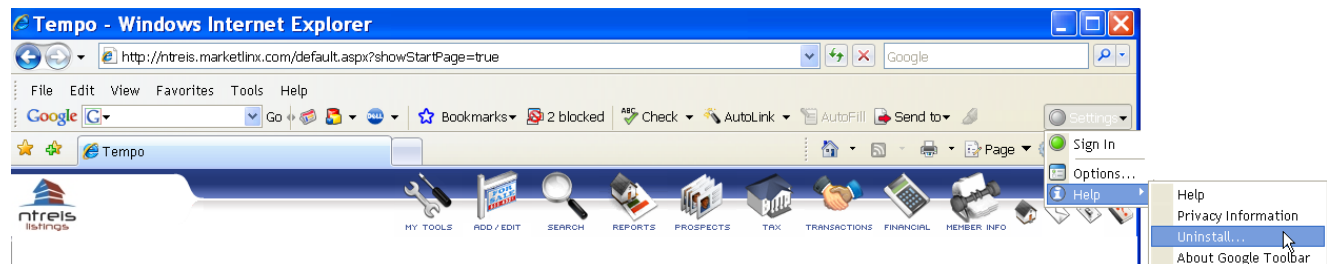 Tempo - Windows Internet Explorer
http://ntreis.marketlinx.com/default.aspx?showStartPage=true
Google
File Edit View Favorites Tools Help
Google G Go Bookmarks 2 blocked ABC Check AutoLink AutoFill Send to Settings
Tempo Page
Sign In
Options...
Help
Help
Privacy Information
Uninstall...
About Google Toolbar
ntreis
listings
FOR SALE
MY TOOLS ADD / EDIT SEARCH REPORTS PROSPECTS TAX TRANSACTIONS FINANCIAL MEMBER INFO